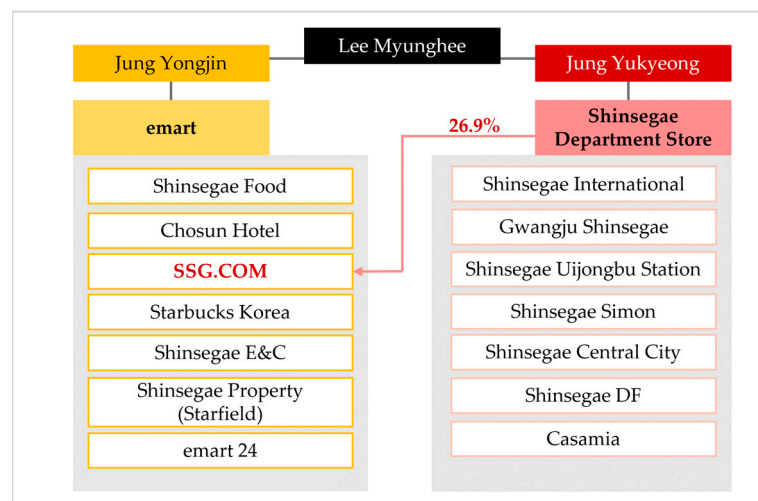 Lee Myunghee
Jung Yongjin
Jung Yukyeong
emart
26.9%
Shinsegae
Department Store
Shinsegae Food
Chosun Hotel
SSG.COM
Starbucks Korea
Shinsegae E&C
Shinsegae Property
(Starfield)
emart 24
Shinsegae International
Gwangju Shinsegae
Shinsegae Uijongbu Station
Shinsegae Simon
Shinsegae Central City
Shinsegae DF
Casamia